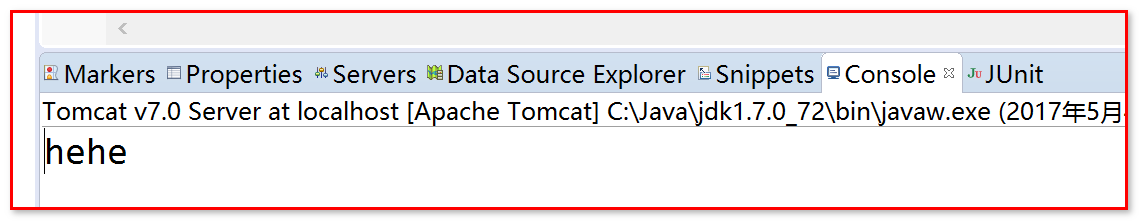 Markers Properties Servers Data Source Explorer Snippets Console JUnit
Tomcat v7.0 Server at localhost [Apache Tomcat] C:\Java\jdk1.7.0_72\bin\javaw.exe (2017年5月
hehe